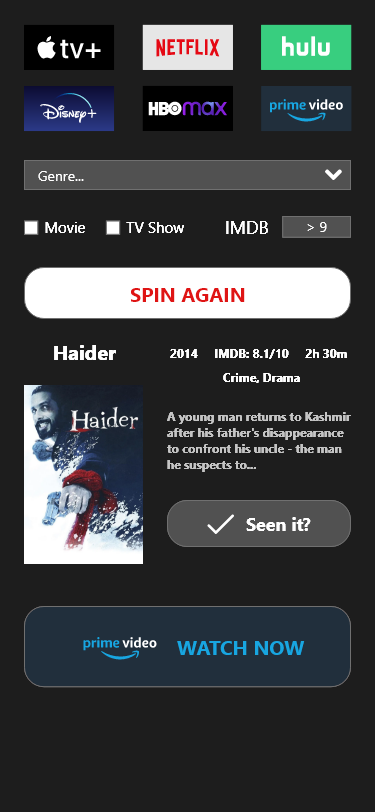 tv+
NETFLIX
hulu
Disney+
HBOmax
prime video
Genre...
Movie
TV Show
IMDB
> 9
SPIN AGAIN
Haider
2014
IMDB: 8.1/10
2h 30m
Crime, Drama
Haider
A young man returns to Kashmir
after his father's disappearance
to confront his uncle - the man
he suspects to...
Seen it?
prime video
WATCH NOW